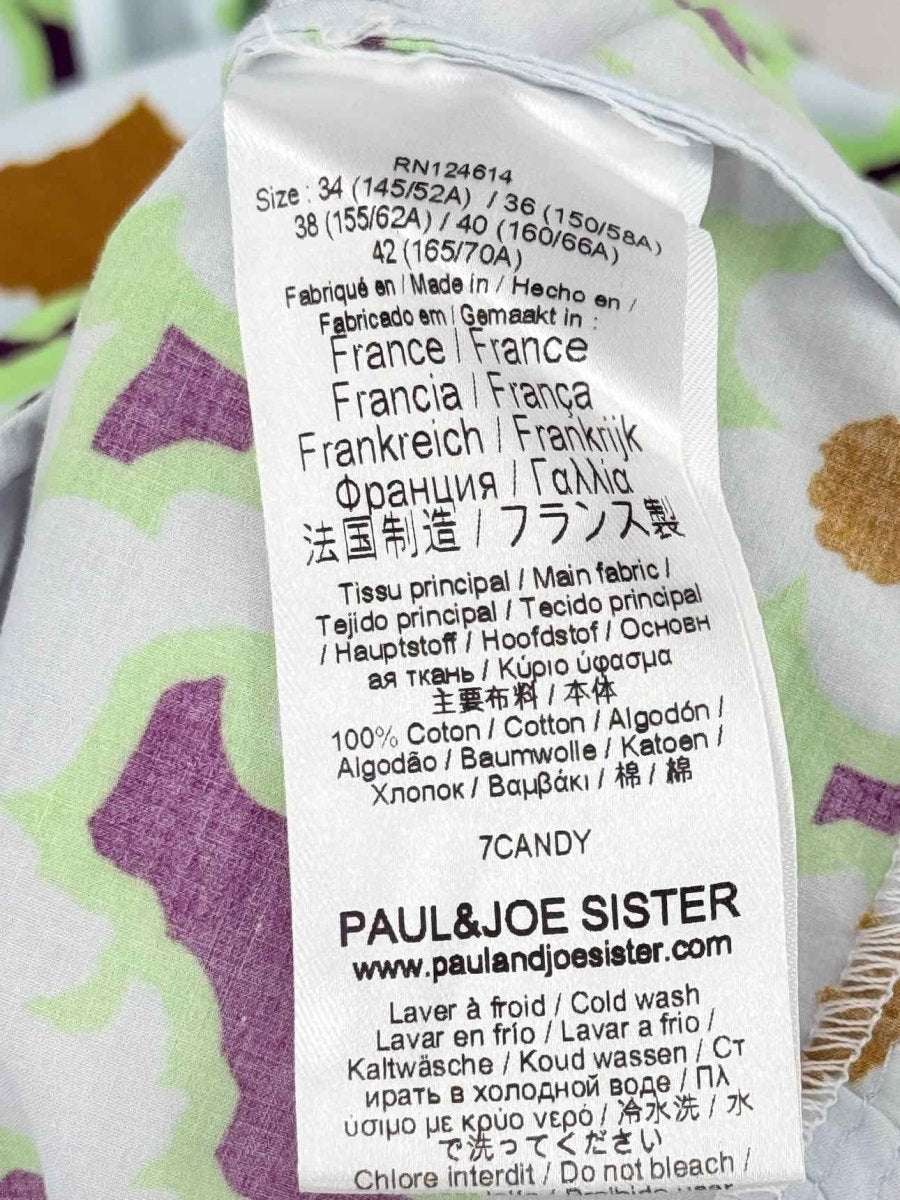 RN124614
Size : 34 (145/52A) / 36 (150/58A)
38 (155/62A) / 40 (160/66A)
42 (165/70A)
Fabriqué en / Made in / Hecho en /
Fabricado em / Gemaakt in :
France / France
Francia / França
Frankreich / Frankrijk
Франция / Γαλλία
法国制造 / フランス製
Tissu principal / Main fabric /
Tejido principal / Tecido principal
/ Hauptstoff / Hoofdstof / Основн
ая ткань / Κύριο ύφασμα
主要布料 / 本体
100% Coton / Cotton / Algodón /
Algodão / Baumwolle / Katoen /
Хлопок / Βαμβάκι / 棉 / 綿
7CANDY
PAUL&JOE SISTER
www.paulandjoesister.com
Laver à froid / Cold wash
Lavar en frío / Lavar a frio /
Kaltwäsche / Koud wassen / Ст
ирать в холодной воде / Πλ
ύσιμο με κρύο νερό / 冷水洗 / 水
で洗ってください
Chlore interdit / Do not bleach /